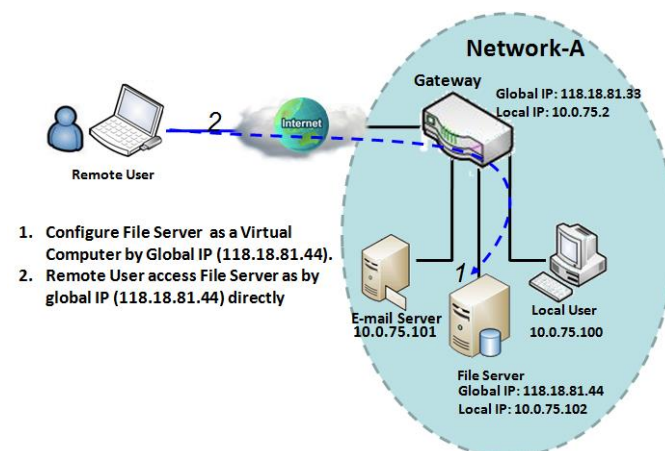 Network-A
Gateway
Global IP: 118.18.81.33
Local IP: 10.0.75.2
2
Internet
Remote User
1. Configure File Server as a Virtual
Computer by Global IP (118.18.81.44).
2. Remote User access File Server as by
global IP (118.18.81.44) directly
1
E-mail Server
10.0.75.101
Local User
10.0.75.100
File Server
Global IP: 118.18.81.44
Local IP: 10.0.75.102